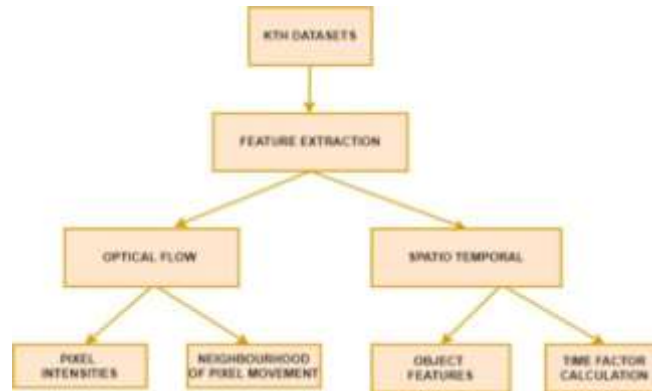 KTH DATASETS
FEATURE EXTRACTION
OPTICAL FLOW
SPATIO TEMPORAL
PIXEL
INTENSITIES
NEIGHBOURHOOD
OF PIXEL MOVEMENT
OBJECT
FEATURES
TIME FACTOR
CALCULATION